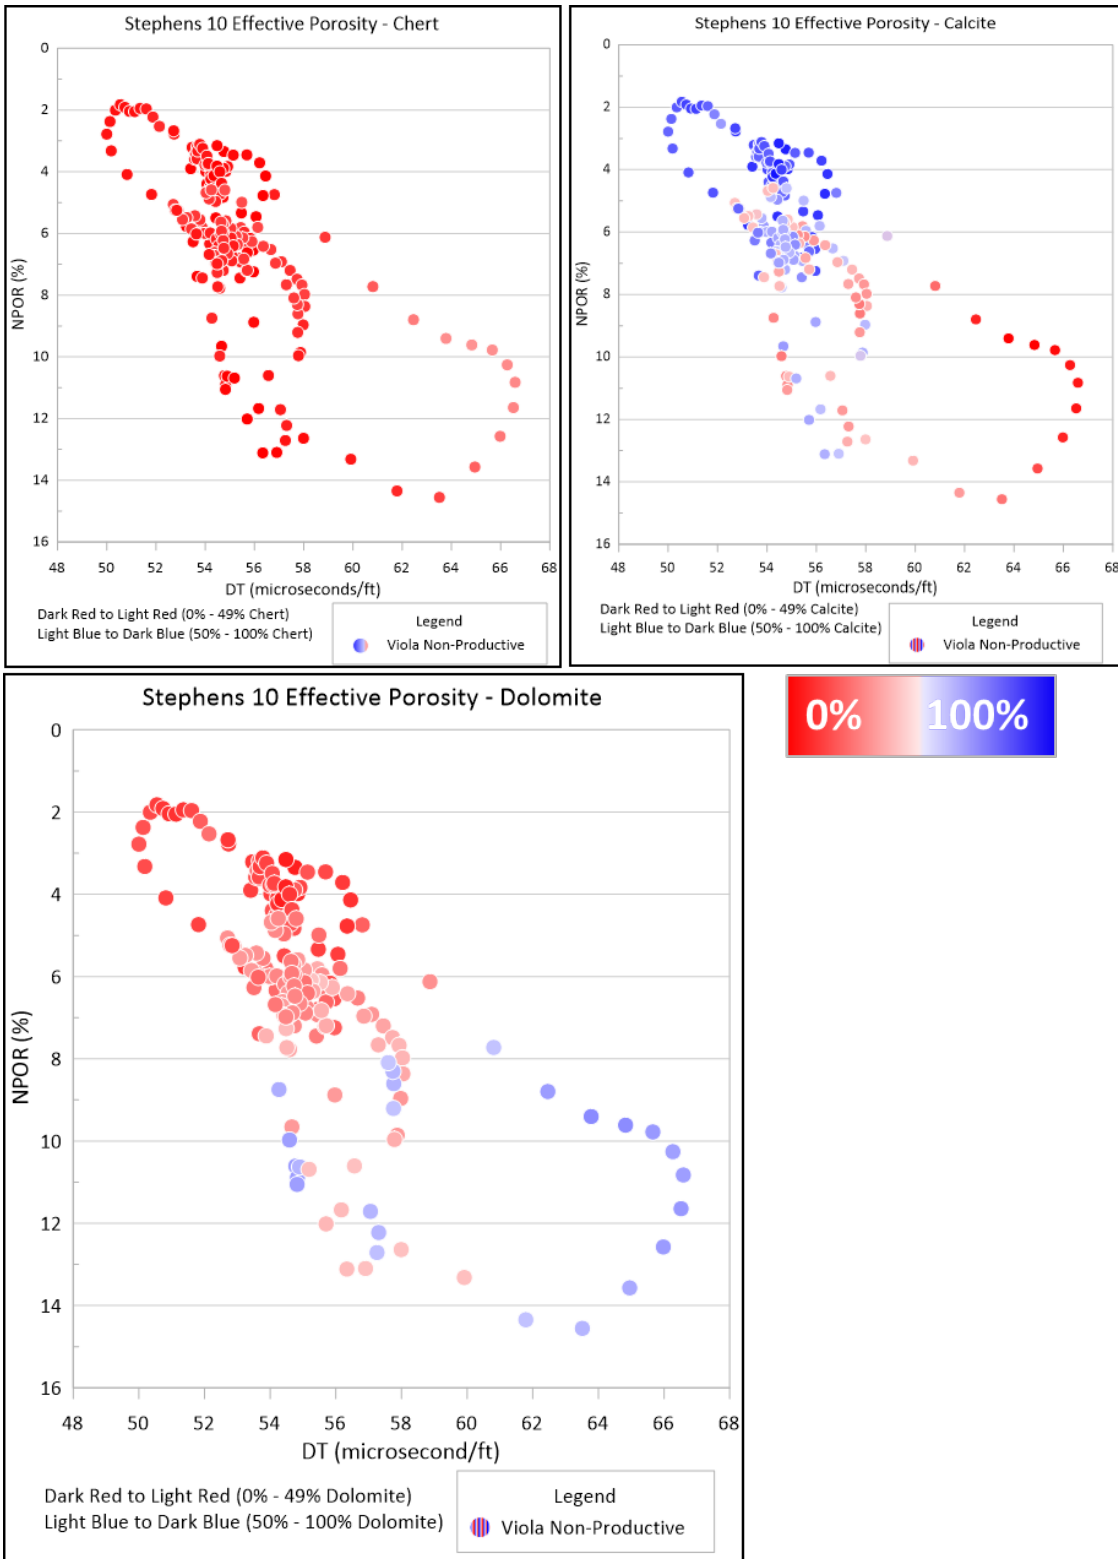 Stephens 10 Effective Porosity - Chert
0
2
4
6
8
10
12
14
16
NPOR (%)
48 50 52 54 56 58 60 62 64 66 68
DT (microseconds/ft)
Dark Red to Light Red (0% - 49% Chert)
Light Blue to Dark Blue (50% - 100% Chert)
Legend
Viola Non-Productive
Stephens 10 Effective Porosity - Calcite
0
2
4
6
8
10
12
14
16
NPOR (%)
48 50 52 54 56 58 60 62 64 66 68
DT (microseconds/ft)
Dark Red to Light Red (0% - 49% Calcite)
Light Blue to Dark Blue (50% - 100% Calcite)
Legend
Viola Non-Productive
Stephens 10 Effective Porosity - Dolomite
0
2
4
6
8
10
12
14
16
NPOR (%)
48 50 52 54 56 58 60 62 64 66 68
DT (microsecond/ft)
Dark Red to Light Red (0% - 49% Dolomite)
Light Blue to Dark Blue (50% - 100% Dolomite)
Legend
Viola Non-Productive
0% 100%